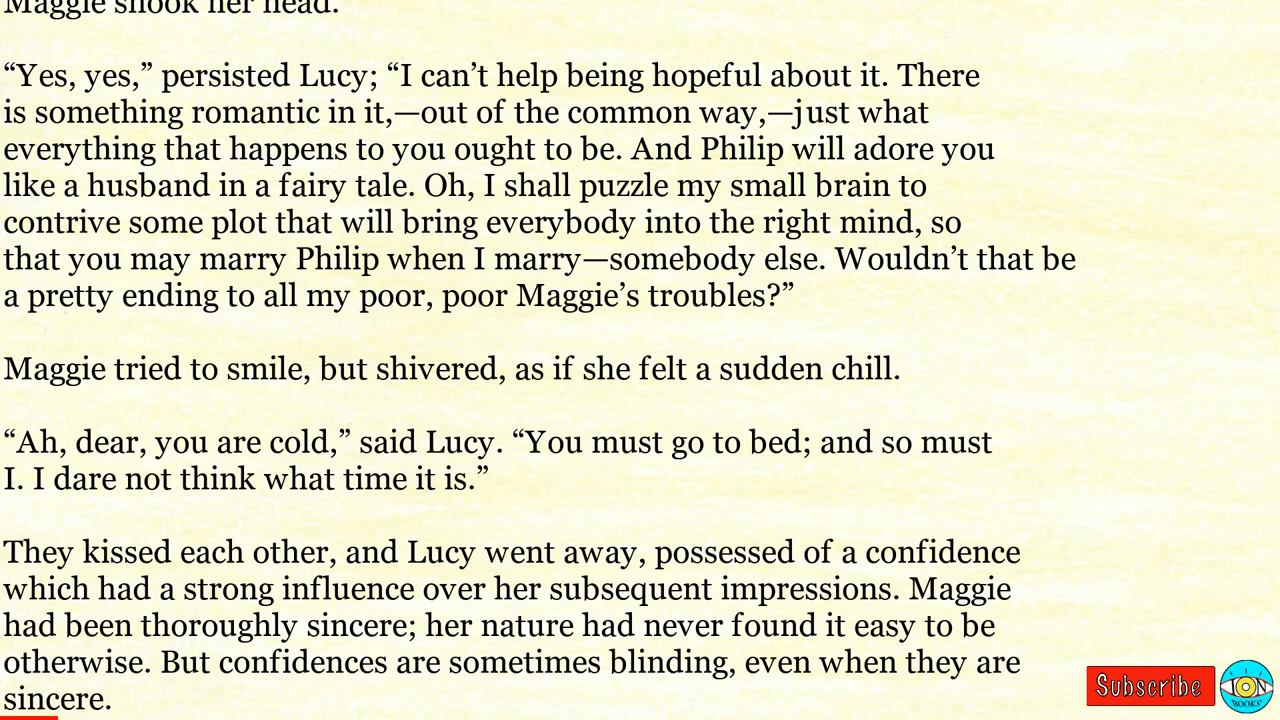 Maggie shook her head.
“Yes, yes,” persisted Lucy; “I can’t help being hopeful about it. There
is something romantic in it,—out of the common way,—just what
everything that happens to you ought to be. And Philip will adore you
like a husband in a fairy tale. Oh, I shall puzzle my small brain to
contrive some plot that will bring everybody into the right mind, so
that you may marry Philip when I marry—somebody else. Wouldn’t that be
a pretty ending to all my poor, poor Maggie’s troubles?”
Maggie tried to smile, but shivered, as if she felt a sudden chill.
“Ah, dear, you are cold,” said Lucy. “You must go to bed; and so must
I. I dare not think what time it is.”
They kissed each other, and Lucy went away, possessed of a confidence
which had a strong influence over her subsequent impressions. Maggie
had been thoroughly sincere; her nature had never found it easy to be
otherwise. But confidences are sometimes blinding, even when they are
sincere.
Subscribe
ION
BOOKS